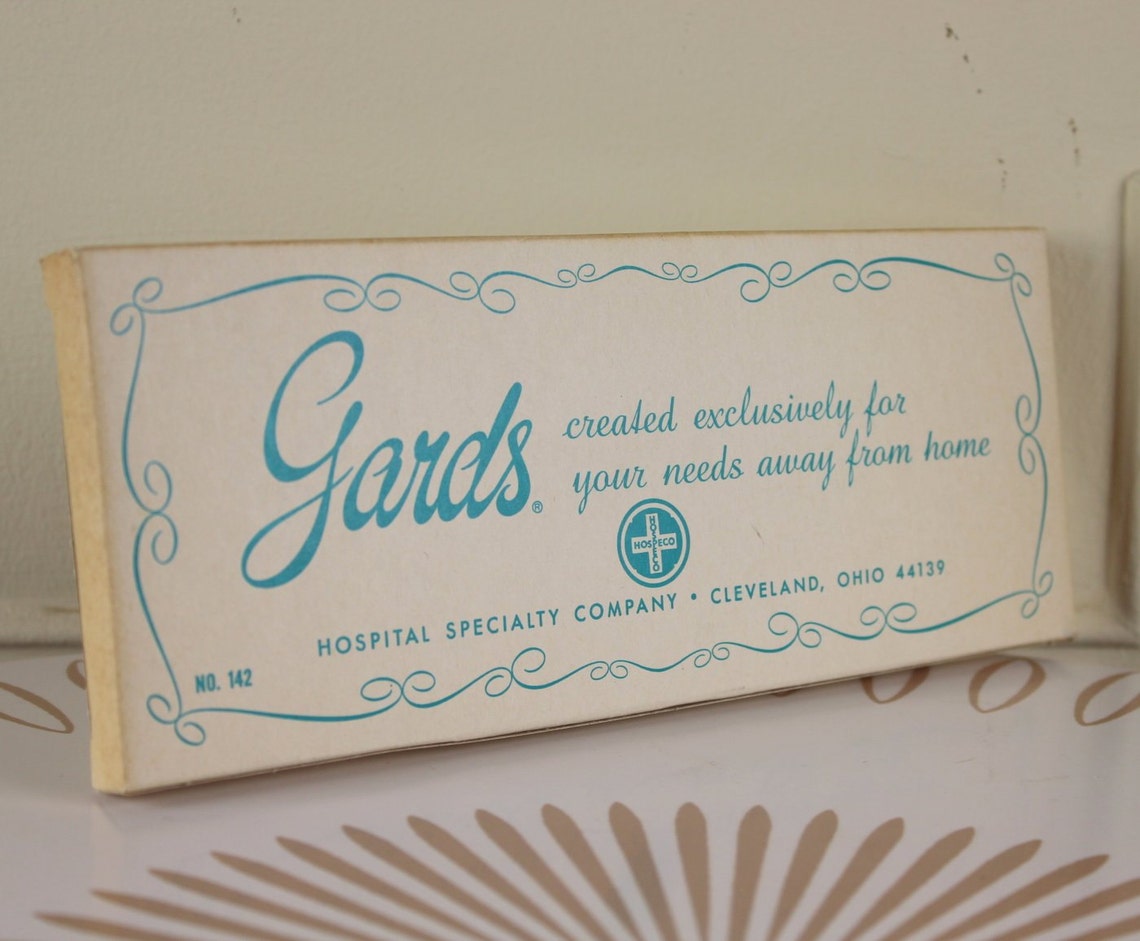 Gards®
created exclusively for
your needs away from home
HOSPECO
HOSPECO
HOSPITAL SPECIALTY COMPANY • CLEVELAND, OHIO 44139
NO. 142